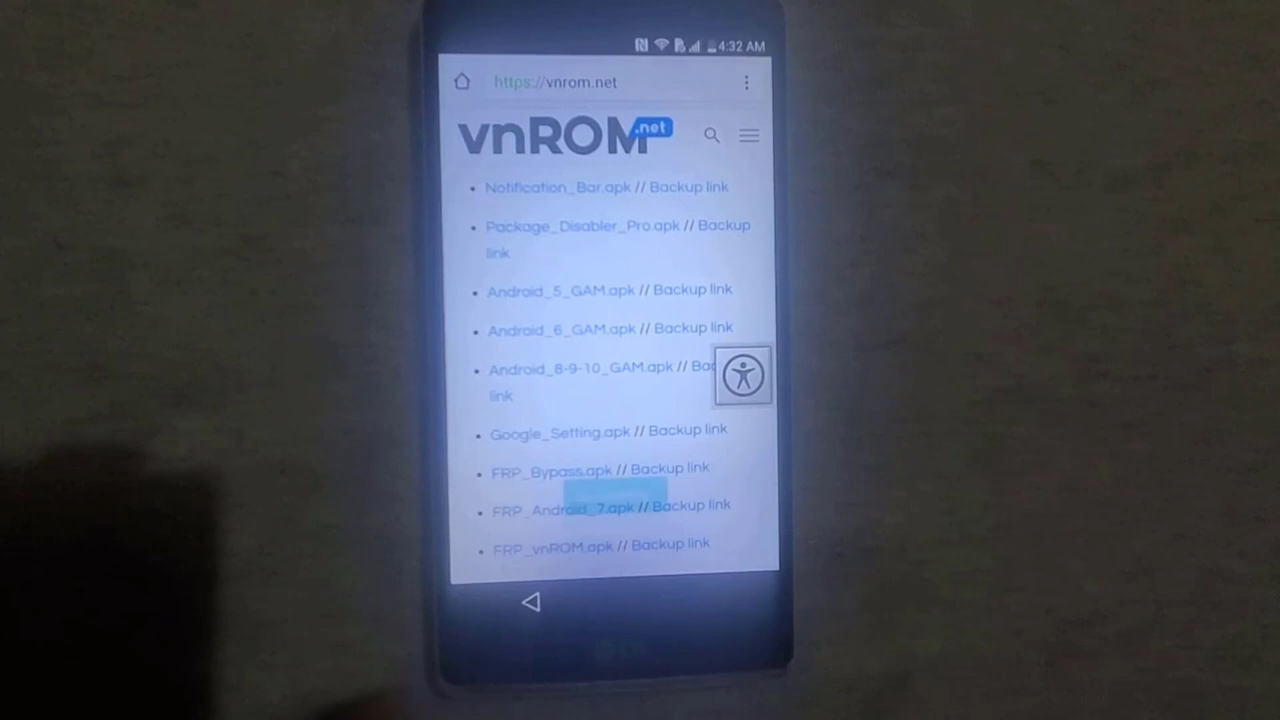 4:32 AM
https://vnrom.net
vnROM.net
Notification_Bar.apk // Backup link
Package_Disabler_Pro.apk // Backup
link
Android_5_GAM.apk // Backup link
Android_6_GAM.apk // Backup link
Android_8-9-10_GAM.apk // Bac
link
Google_Setting.apk // Backup link
FRP_Bypass.apk // Backup link
FRP_Android_7.apk // Backup link
FRP_vnROM.apk // Backup link